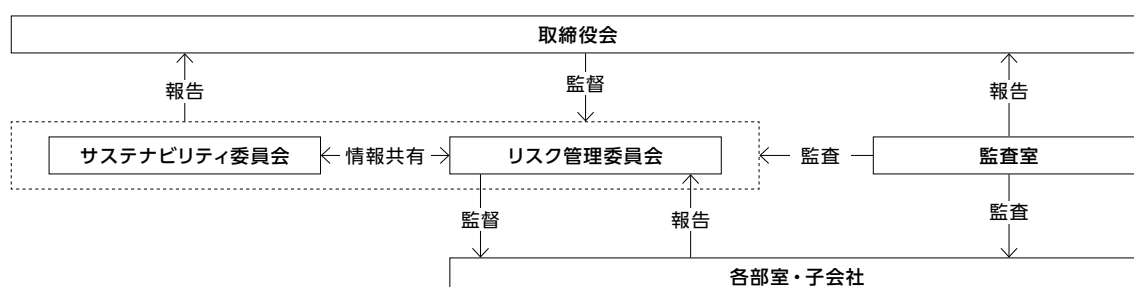 取締役会
報告
監督
報告
サステナビリティ委員会
情報共有
リスク管理委員会
監査
監査室
監督
報告
監査
各部室・子会社